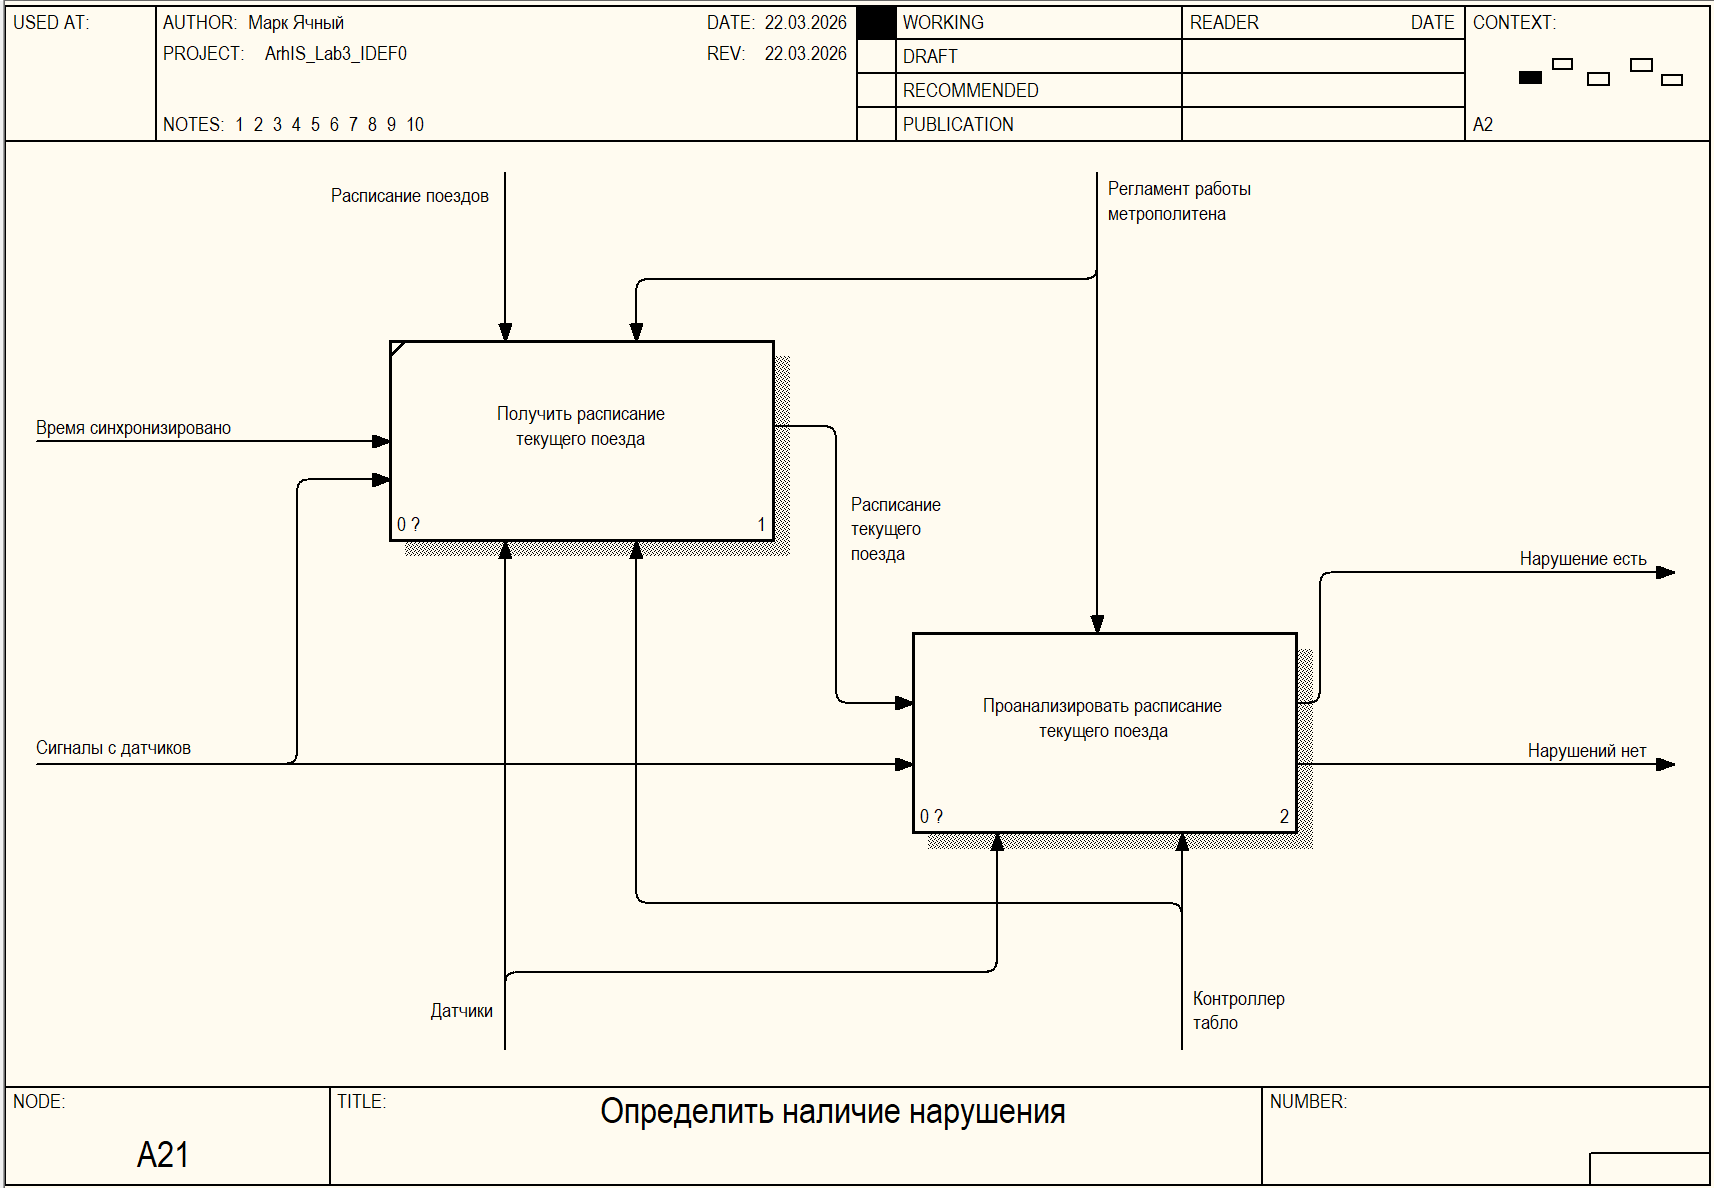 USED AT:
AUTHOR: Марк Ячный
DATE: 22.03.2026
PROJECT: ArhIS_Lab3_IDEF0
REV: 22.03.2026
NOTES: 1 2 3 4 5 6 7 8 9 10
WORKING
DRAFT
RECOMMENDED
PUBLICATION
READER DATE
CONTEXT:
A2
Расписание поездов
Регламент работы
метрополитена
Время синхронизировано
Получить расписание
текущего поезда
0 ? 1
Расписание
текущего
поезда
Нарушение есть
Сигналы с датчиков
Проанализировать расписание
текущего поезда
0 ? 2
Нарушений нет
Датчики
Контроллер
табло
NODE:
A21
TITLE:
Определить наличие нарушения
NUMBER: